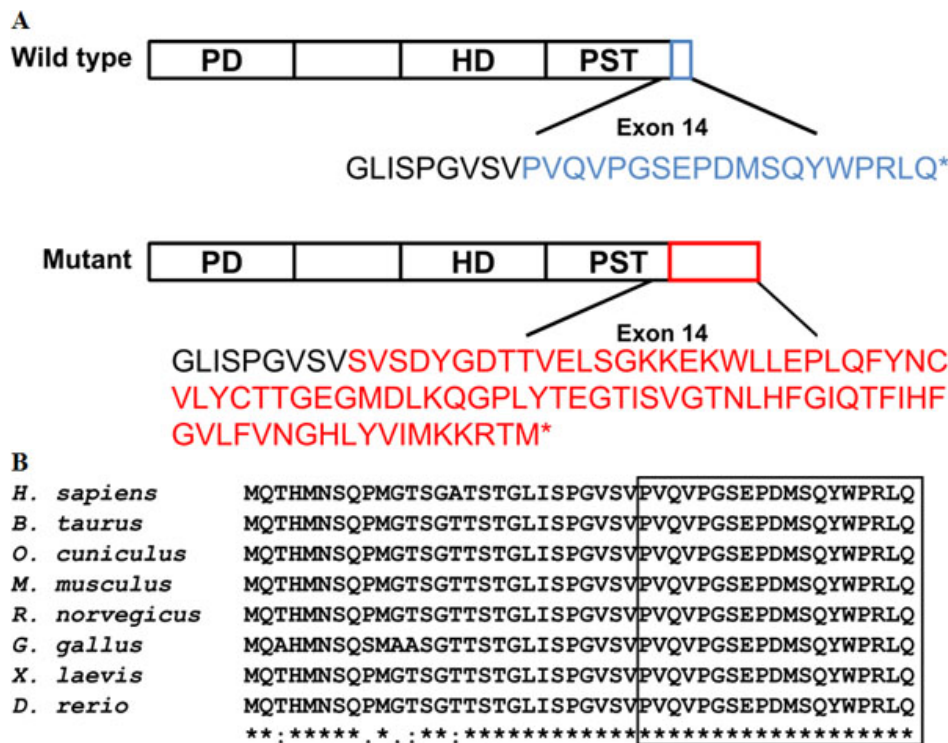 A
Wild type PD HD PST
Exon 14
GLISPGVSVPVQVPGSEPDMSQYWPRLQ*
Mutant PD HD PST
Exon 14
GLISPGVSVSVSDYGDTTVELSGKKEKWLLEPLQFYNC
VLYCTTGEGMDLKQGPLYTEGTISVGTNLHFGIQTFIHF
GVLFVNGHLYVIMKKRTM*
B
H. sapiens MQTHMNSQPMGTSGATSTGLISPGVSVPVQVPGSEPDMSQYWPRLQ
B. taurus MQTHMNSQPMGTSGTTSTGLISPGVSVPVQVPGSEPDMSQYWPRLQ
O. cuniculus MQTHMNSQPMGTSGTTSTGLISPGVSVPVQVPGSEPDMSQYWPRLQ
M. musculus MQTHMNSQPMGTSGTTSTGLISPGVSVPVQVPGSEPDMSQYWPRLQ
R. norvegicus MQTHMNSQPMGTSGTTSTGLISPGVSVPVQVPGSEPDMSQYWPRLQ
G. gallus MQAHMNSQSMAASGTTSTGLISPGVSVPVQVPGSEPDMSQYWPRLQ
X. laevis MQTHMNSQPMGTSGTTSTGLISPGVSVPVQVPGSEPDMSQYWPRLQ
D. rerio MQTHMNSQPMGTSGTTSTGLISPGVSVPVQVPGSEPDMSQYWPRLQ
**:*****.*.:**:*******************************